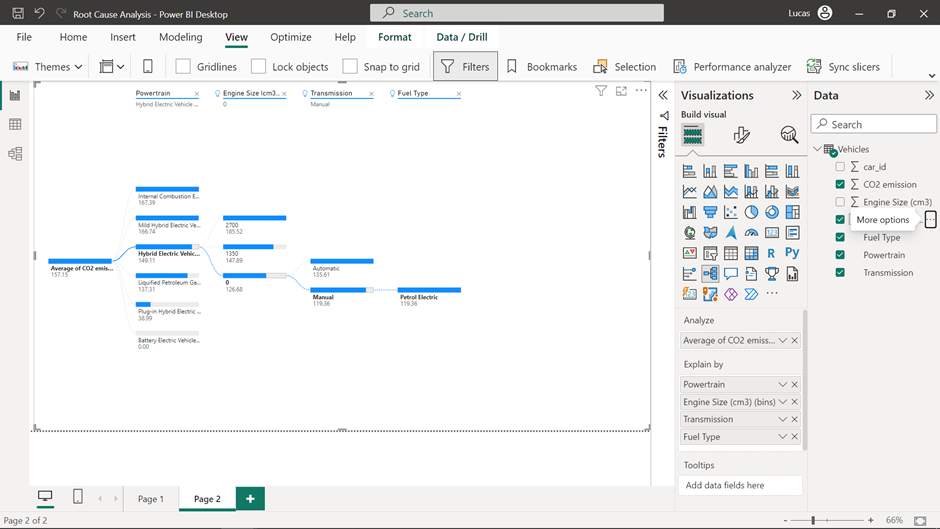 Root Cause Analysis - Power BI Desktop
Search
Lucas
File Home Insert Modeling View Optimize Help Format Data / Drill
Themes Gridlines Lock objects Snap to grid Filters Bookmarks Selection Performance analyzer Sync slicers
Powertrain
Hybrid Electric Vehicle ...
Engine Size (cm3)...
0
Transmission
Manual
Fuel Type
Average of CO2 emis...
157.15
Internal Combustion E...
167.39
Mild Hybrid Electric Ve...
166.74
Hybrid Electric Vehic...
149.11
Liquified Petroleum Ga...
137.31
Plug-in Hybrid Electric ...
38.99
Battery Electric Vehicle...
0.00
2700
185.52
1350
147.89
0
126.68
Automatic
135.61
Manual
119.36
Petrol Electric
119.36
Filters
Visualizations
Build visual
R Py
123
...
Analyze
Average of CO2 emiss...
Explain by
Powertrain
Engine Size (cm3) (bins)
Transmission
Fuel Type
Tooltips
Add data fields here
Data
Search
Vehicles
car_id
CO2 emission
Engine Size (cm3)
More options
Fuel Type
Powertrain
Transmission
Page 1 Page 2 +
Page 2 of 2
- + 66%